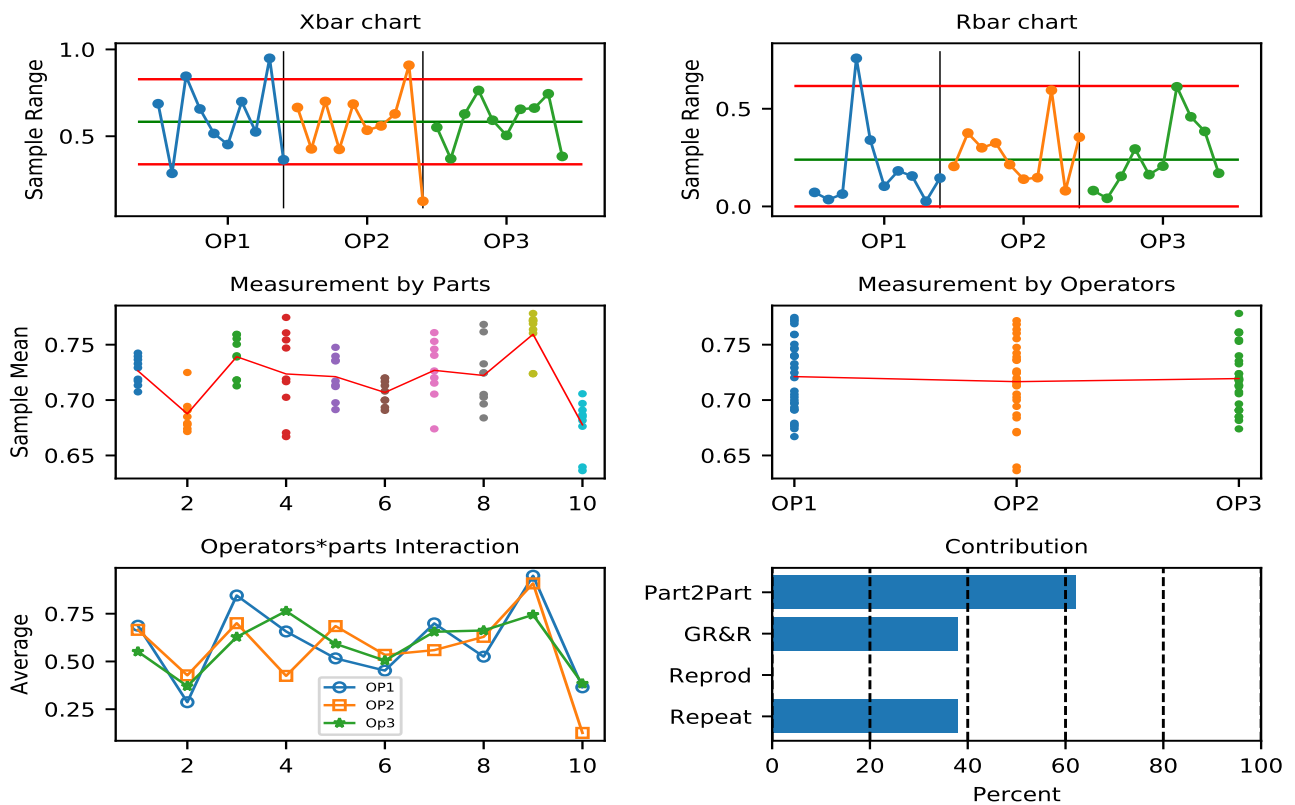 Xbar chart
Sample Range
1.0
0.5
OP1 OP2 OP3
Rbar chart
Sample Range
0.5
0.0
OP1 OP2 OP3
Measurement by Parts
Sample Mean
0.75
0.70
0.65
2 4 6 8 10
Measurement by Operators
0.75
0.70
0.65
OP1 OP2 OP3
Operators*parts Interaction
Average
0.75
0.50
0.25
OP1
OP2
Op3
2 4 6 8 10
Contribution
Part2Part
GR&R
Reprod
Repeat
0 20 40 60 80 100
Percent